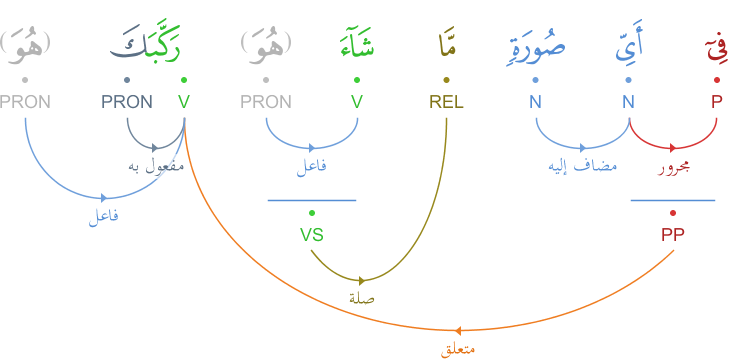 فِىٓ أَىِّ صُورَةٍ مَّا شَآءَ (هُوَ) رَكَّبَكَ (هُوَ)
P N N REL V PRON V PRON PRON
مجرور مضاف إليه فاعل مفعول به
فاعل
PP VS
صلة
متعلق